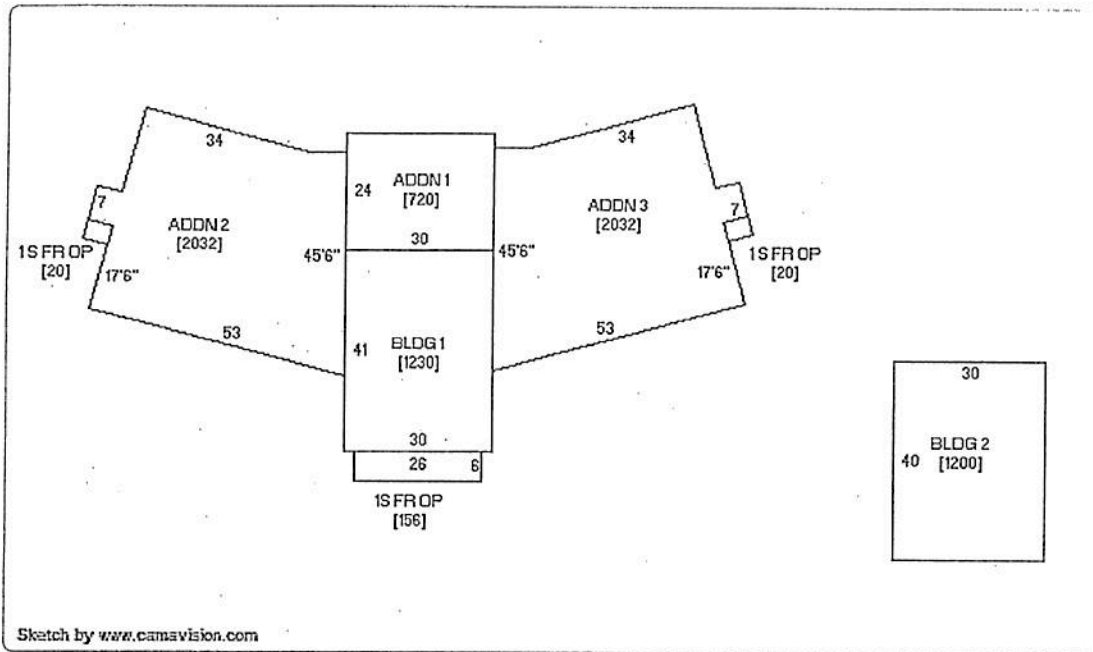 34
34
24
ADDN 1
[720]
7
ADDN 2
[2032]
ADDN 3
[2032]
7
30
1S FR OP
[20]
17'6"
45'6"
45'6"
17'6"
1S FR OP
[20]
53
53
41
BLDG 1
[1230]
30
30
40
BLDG 2
[1200]
26
6
1S FR OP
[156]
Sketch by www.camavision.com